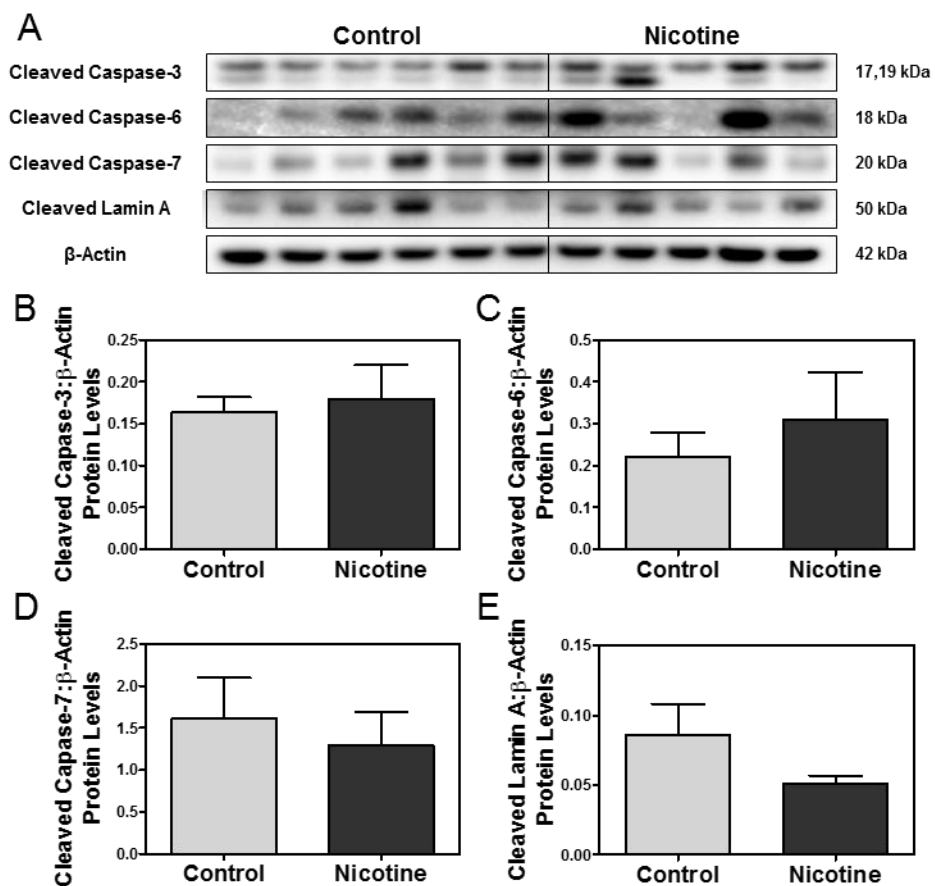 A
Control Nicotine
Cleaved Caspase-3 17,19 kDa
Cleaved Caspase-6 18 kDa
Cleaved Caspase-7 20 kDa
Cleaved Lamin A 50 kDa
β-Actin 42 kDa
B
Cleaved Capase-3:β-Actin
Protein Levels
0.25
0.20
0.15
0.10
0.05
0.00
Control Nicotine
C
Cleaved Capase-6:β-Actin
Protein Levels
0.5
0.4
0.3
0.2
0.1
0.0
Control Nicotine
D
Cleaved Capase-7:β-Actin
Protein Levels
2.5
2.0
1.5
1.0
0.5
0.0
Control Nicotine
E
Cleaved Lamin A:β-Actin
Protein Levels
0.15
0.10
0.05
0.00
Control Nicotine